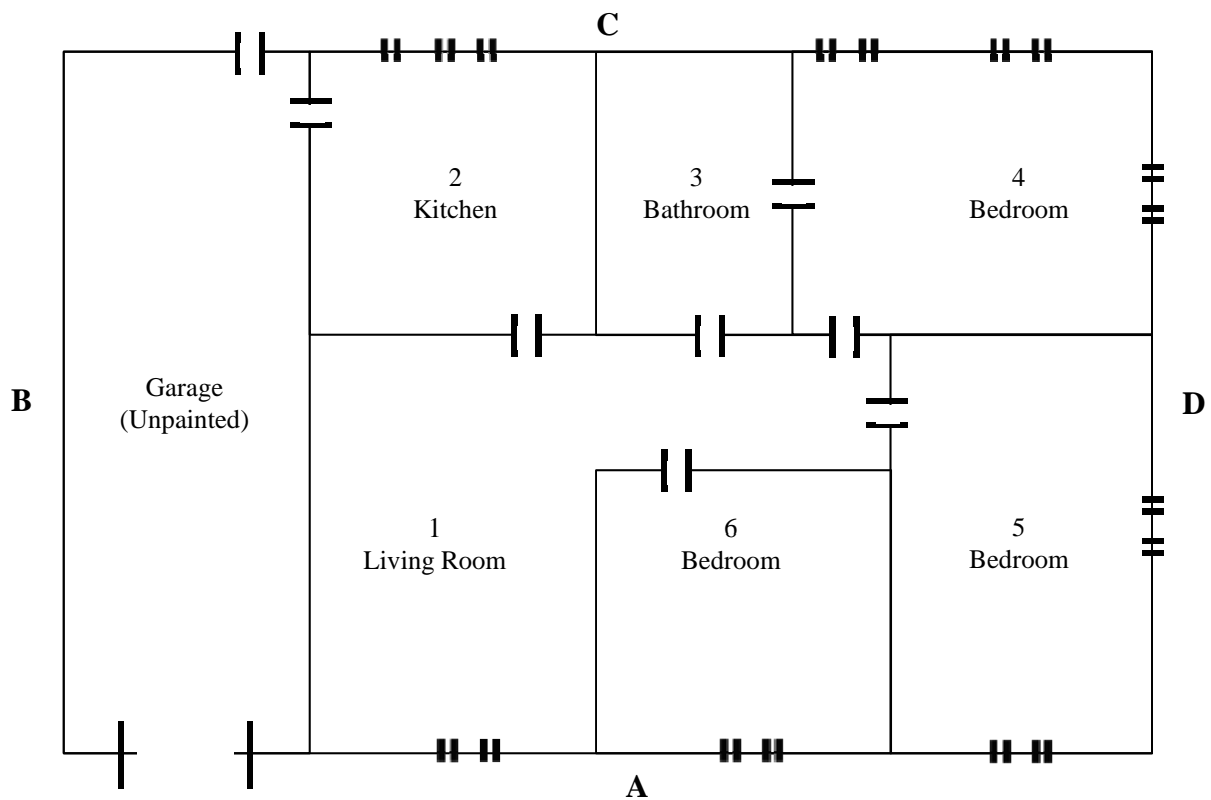 C
2
Kitchen
3
Bathroom
4
Bedroom
B
Garage
(Unpainted)
D
1
Living Room
6
Bedroom
5
Bedroom
A